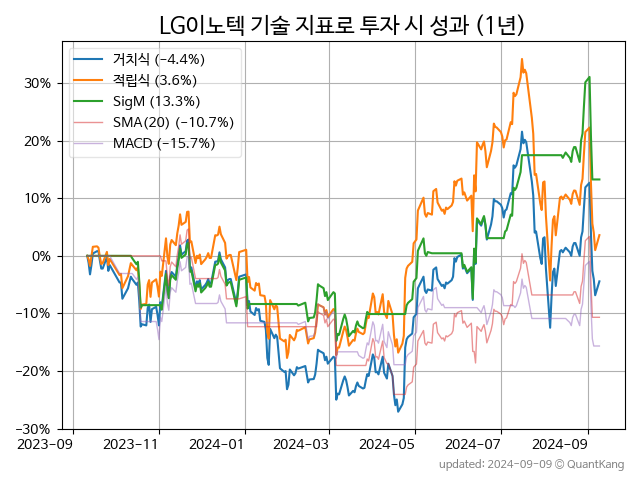 LG이노텍 기술 지표로 투자 시 성과 (1년)
거치식 (−4.4%)
적립식 (3.6%)
SigM (13.3%)
SMA(20) (−10.7%)
MACD (−15.7%)
30%
20%
10%
0%
−10%
−20%
−30%
2023-09
2023-11
2024-01
2024-03
2024-05
2024-07
2024-09
updated: 2024-09-09 © QuantKang